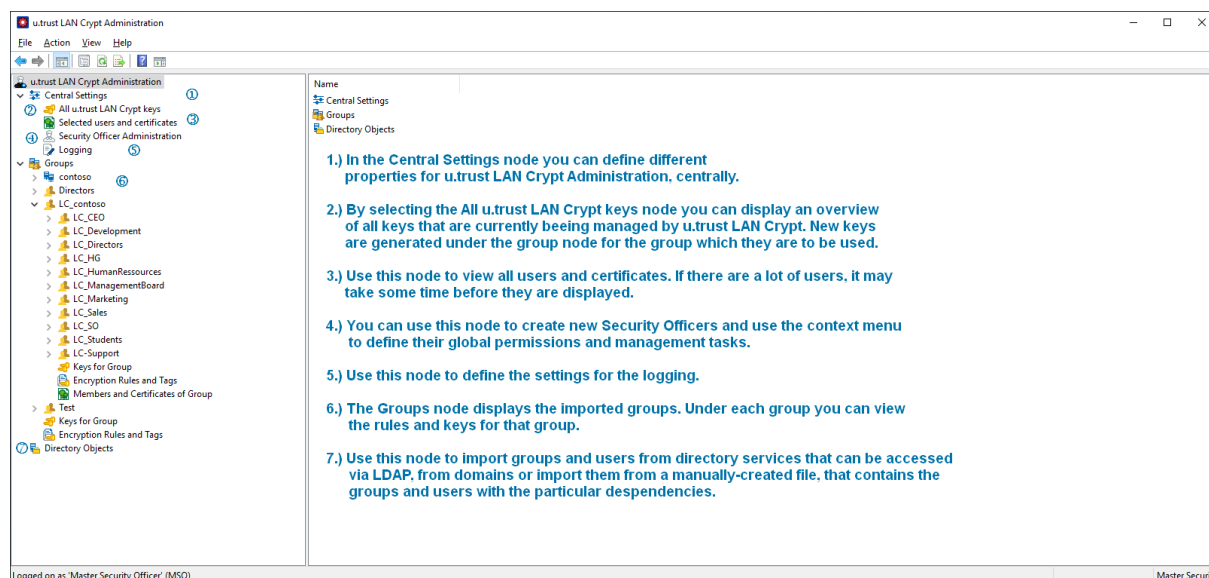 u.trust LAN Crypt Administration
File Action View Help
u.trust LAN Crypt Administration
Central Settings ①
② All u.trust LAN Crypt keys
Selected users and certificates ③
④ Security Officer Administration
Logging ⑤
Groups
contoso ⑥
Directors
LC_contoso
LC_CEO
LC_Development
LC_Directors
LC_HG
LC_HumanRessources
LC_ManagementBoard
LC_Marketing
LC_Sales
LC_SO
LC_Students
LC-Support
Keys for Group
Encryption Rules and Tags
Members and Certificates of Group
Test
Keys for Group
Encryption Rules and Tags
⑦ Directory Objects
Name
Central Settings
Groups
Directory Objects
1.) In the Central Settings node you can define different
properties for u.trust LAN Crypt Administration, centrally.
2.) By selecting the All u.trust LAN Crypt keys node you can display an overview
of all keys that are currently beeing managed by u.trust LAN Crypt. New keys
are generated under the group node for the group which they are to be used.
3.) Use this node to view all users and certificates. If there are a lot of users, it may
take some time before they are displayed.
4.) You can use this node to create new Security Officers and use the context menu
to define their global permissions and management tasks.
5.) Use this node to define the settings for the logging.
6.) The Groups node displays the imported groups. Under each group you can view
the rules and keys for that group.
7.) Use this node to import groups and users from directory services that can be accessed
via LDAP, from domains or import them from a manually-created file, that contains the
groups and users with the particular despendencies.
Logged on as 'Master Security Officer' (MSO)
Master Securi